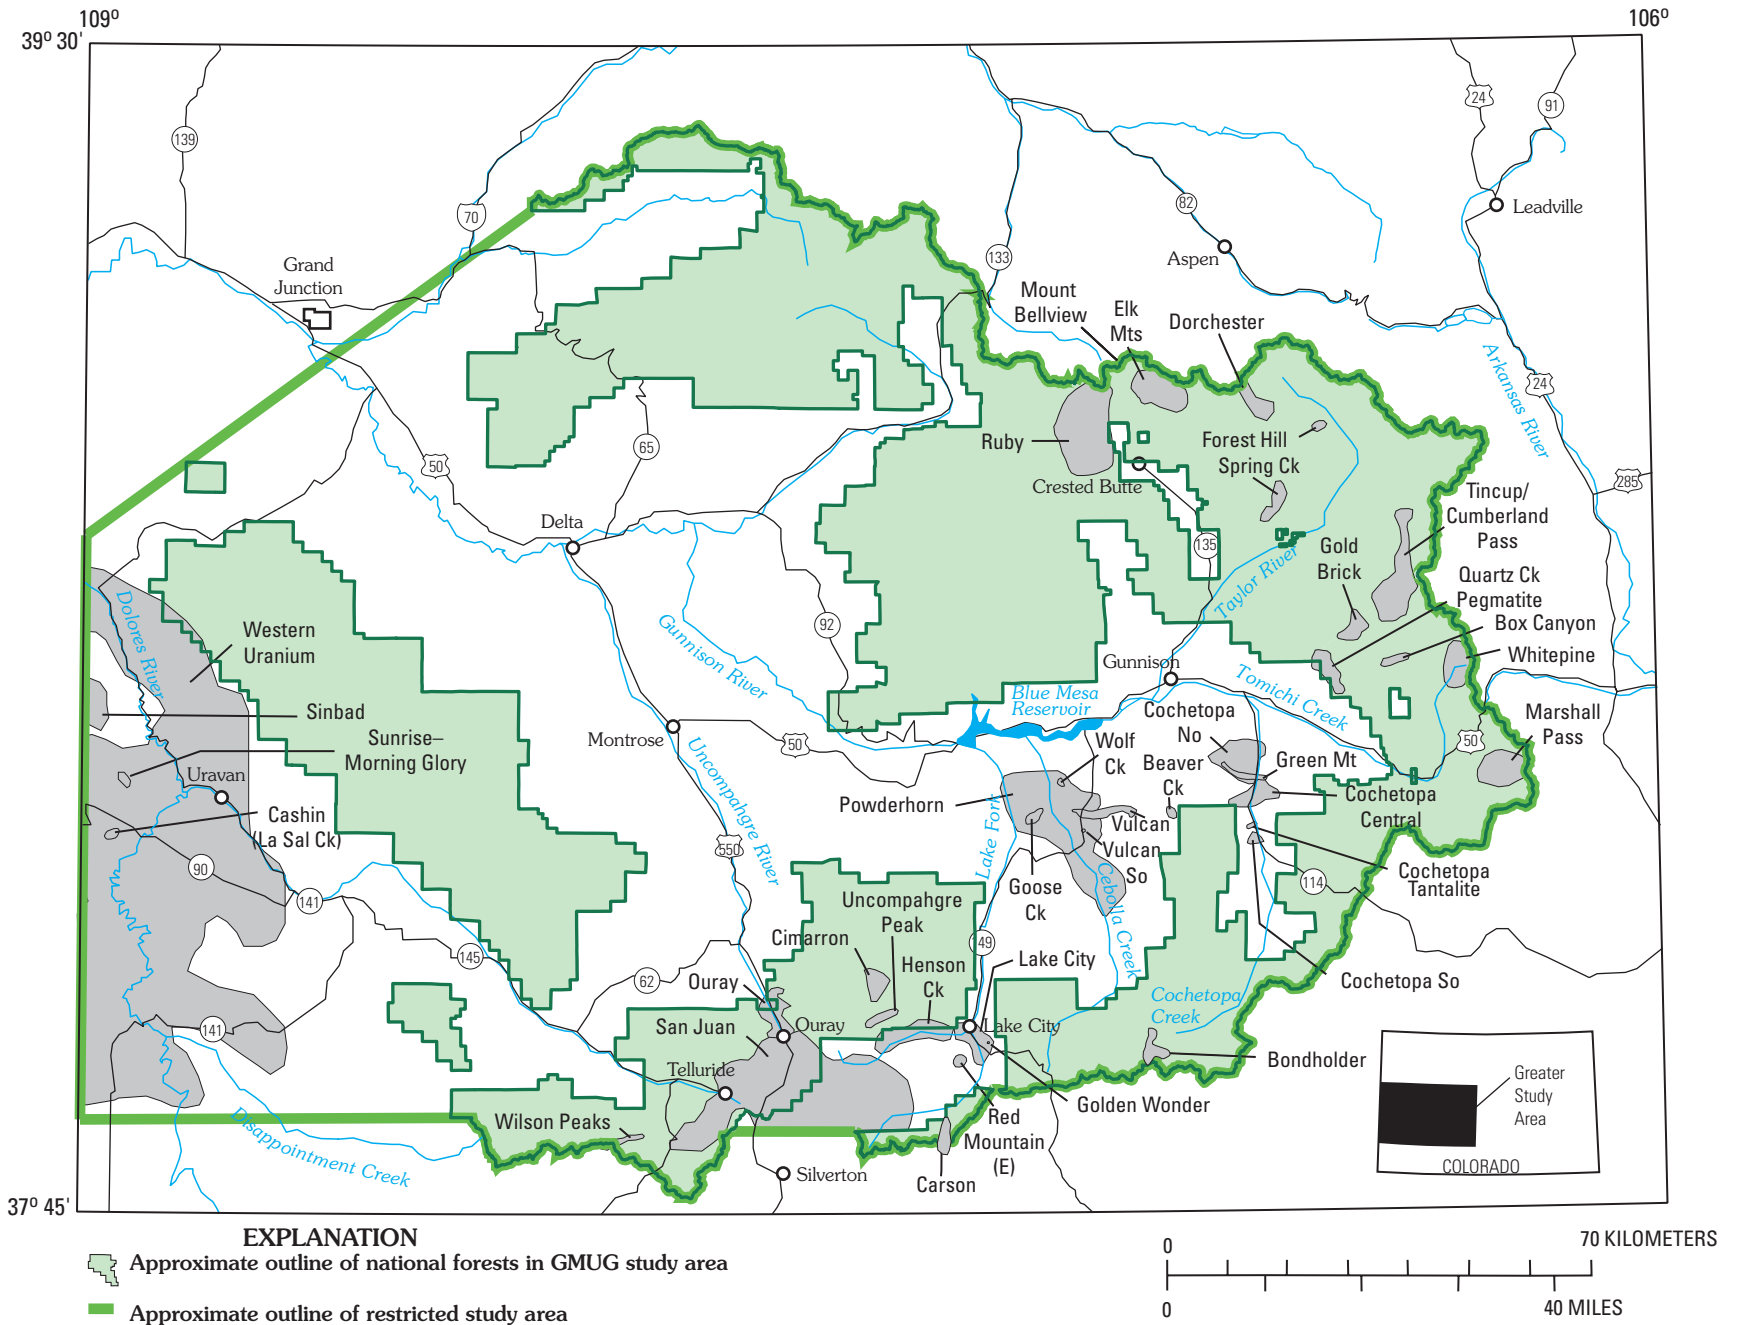 109º
106º
39º 30'
24
91
139
70
82
Leadville
Grand
Junction
133
Aspen
Mount
Bellview
Elk
Mts
Dorchester
Arkansas River
24
Ruby
Forest Hill
Spring Ck
65
50
Crested Butte
285
Tincup/
Cumberland
Pass
Delta
135
Gold
Brick
Taylor River
Quartz Ck
Pegmatite
Box Canyon
Whitepine
Dolores River
Western
Uranium
Gunnison River
92
Gunnison
Tomichi Creek
Blue Mesa
Reservoir
Sinbad
Cochetopa
No
Marshall
Pass
Sunrise–
Morning Glory
Montrose
50
Wolf
Ck
Beaver
Ck
Green Mt
50
Uravan
Uncompahgre River
Powderhorn
Cochetopa
Central
Cashin
(La Sal Ck)
Vulcan
Vulcan
So
550
Lake Fork
90
141
Goose
Ck
Cebolla Creek
114
Cochetopa
Tantalite
Uncompahgre
Peak
Cimarron
149
145
62
Henson
Ck
Lake City
Cochetopa So
Ouray
Cochetopa
Creek
141
San Juan
Ouray
Lake City
Bondholder
Telluride
Greater
Study
Area
Golden Wonder
Wilson Peaks
Red
Mountain
(E)
Disappointment Creek
Silverton
Carson
COLORADO
37º 45'
EXPLANATION
Approximate outline of national forests in GMUG study area
Approximate outline of restricted study area
0
70 KILOMETERS
0
40 MILES